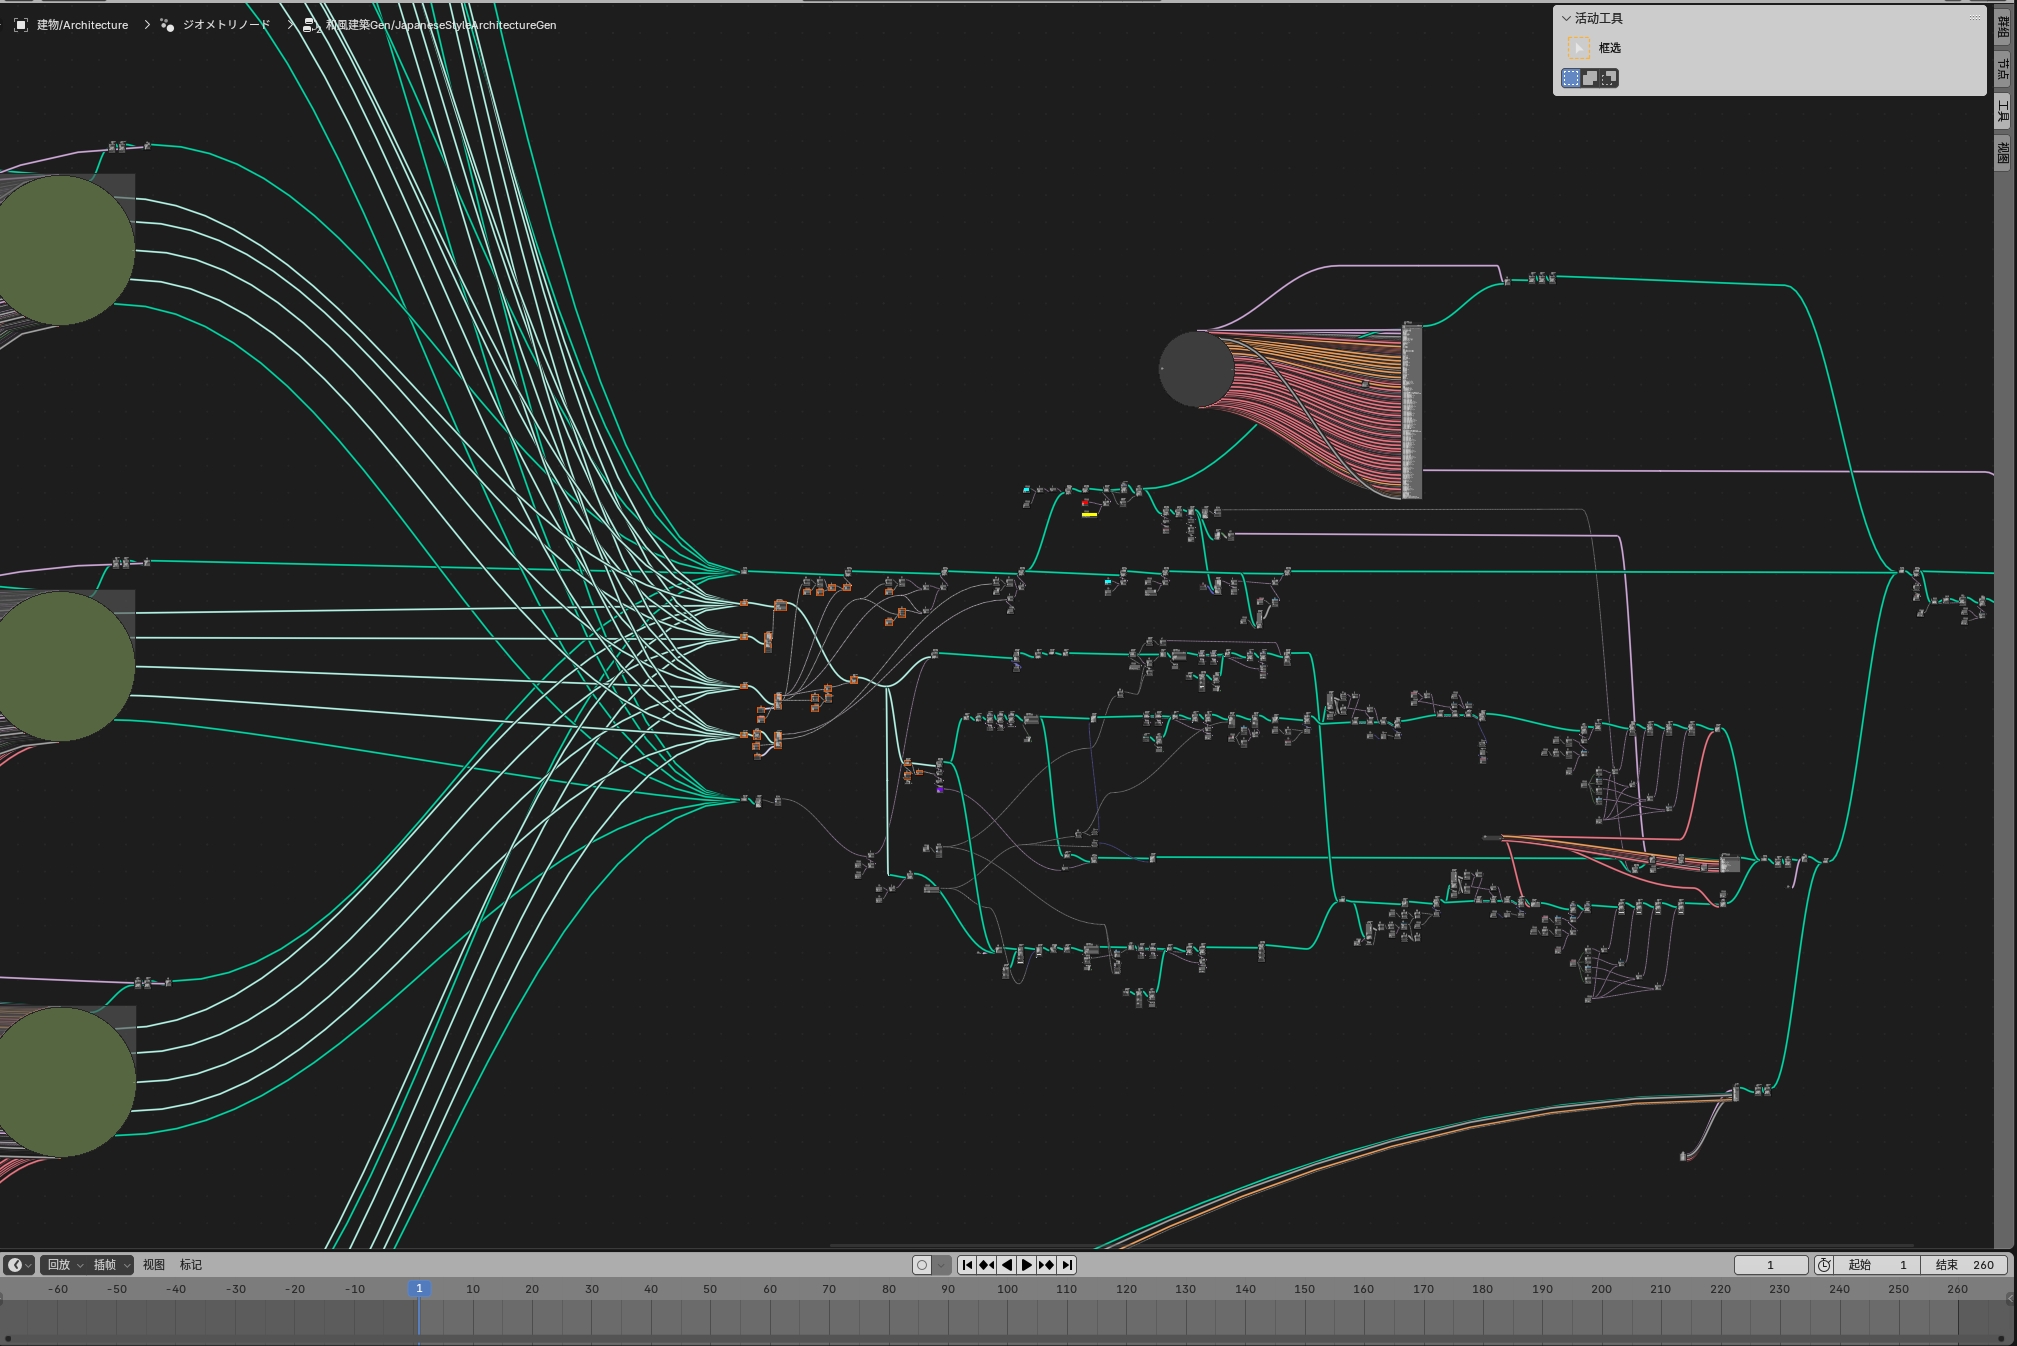 建物/Architecture > ジオメトリノード > 和風建築Gen/JapaneseStyleArchitectureGen
活动工具
框选
群组
节点
工具
视图
回放 插帧 视图 标记 1 起始 1 结束 260
-60 -50 -40 -30 -20 -10 1 10 20 30 40 50 60 70 80 90 100 110 120 130 140 150 160 170 180 190 200 210 220 230 240 250 260